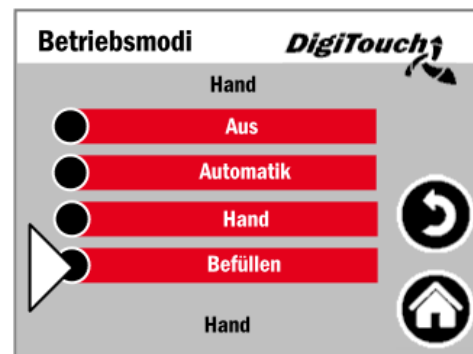 Betriebsmodi DigiTouch
Hand
Aus
Automatik
Hand
Befüllen
Hand